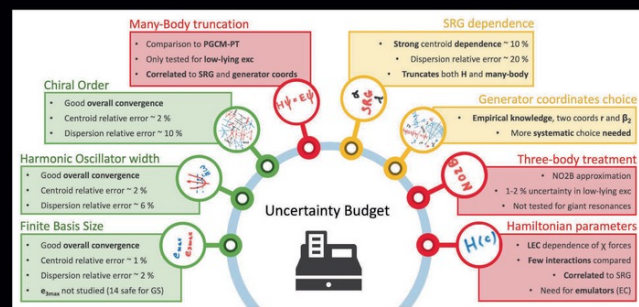 Many-Body truncation
• Comparison to PGCM-PT
• Only tested for low-lying exc
• Correlated to SRG and generator coords
SRG dependence
• Strong centroid dependence ~ 10 %
• Dispersion relative error ~ 20 %
• Truncates both H and many-body
Chiral Order
• Good overall convergence
• Centroid relative error ~ 2 %
• Dispersion relative error ~ 10 %
Generator coordinates choice
• Empirical knowledge, two coords r and β₂
• More systematic choice needed
Harmonic Oscillator width
• Good overall convergence
• Centroid relative error ~ 2 %
• Dispersion relative error ~ 6 %
Three-body treatment
• NO2B approximation
• 1-2 % uncertainty in low-lying exc
• Not tested for giant resonances
Finite Basis Size
• Good overall convergence
• Centroid relative error ~ 1 %
• Dispersion relative error ~ 2 %
• e₃max not studied (14 safe for GS)
Hamiltonian parameters
• LEC dependence of χ forces
• Few interactions compared
• Correlated to SRG
• Need for emulators (EC)
HΨ=EΨ
α SRG λ
NO2B
emax
e3max
H(c)
Uncertainty Budget